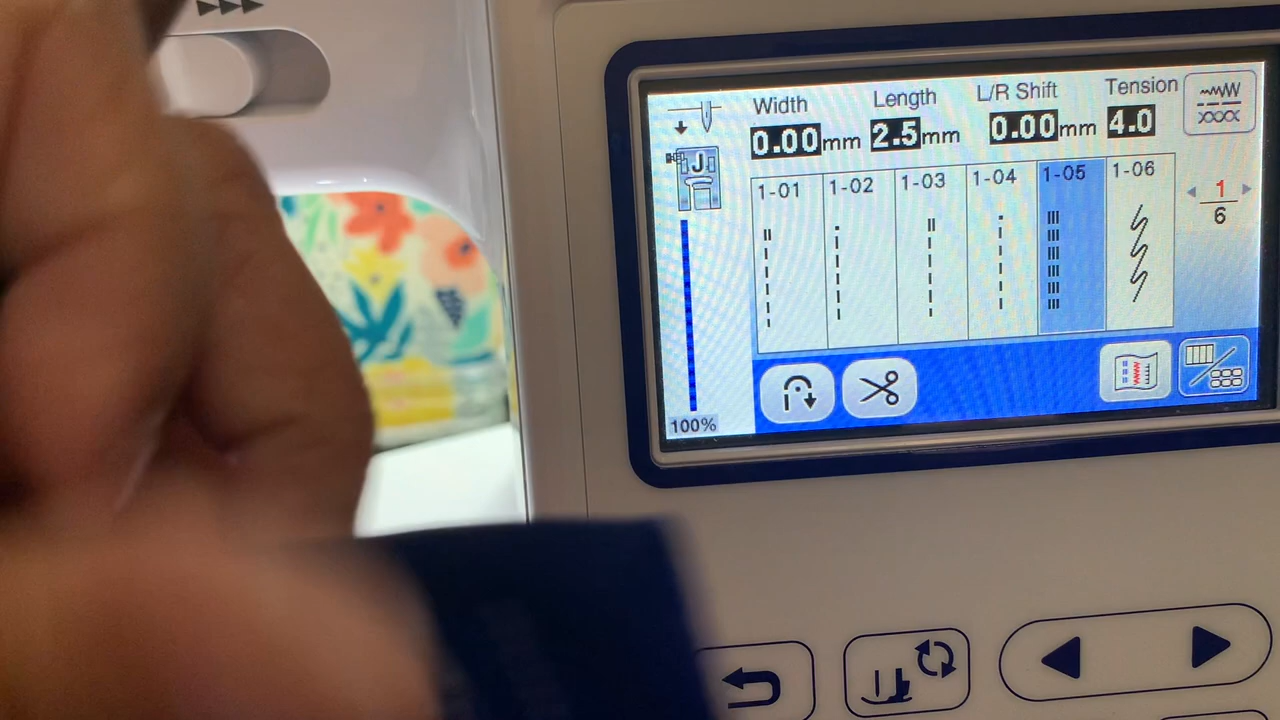 Width Length L/R Shift Tension
0.00mm 2.5mm 0.00mm 4.0
J
1-01 1-02 1-03 1-04 1-05 1-06
1
6
100%